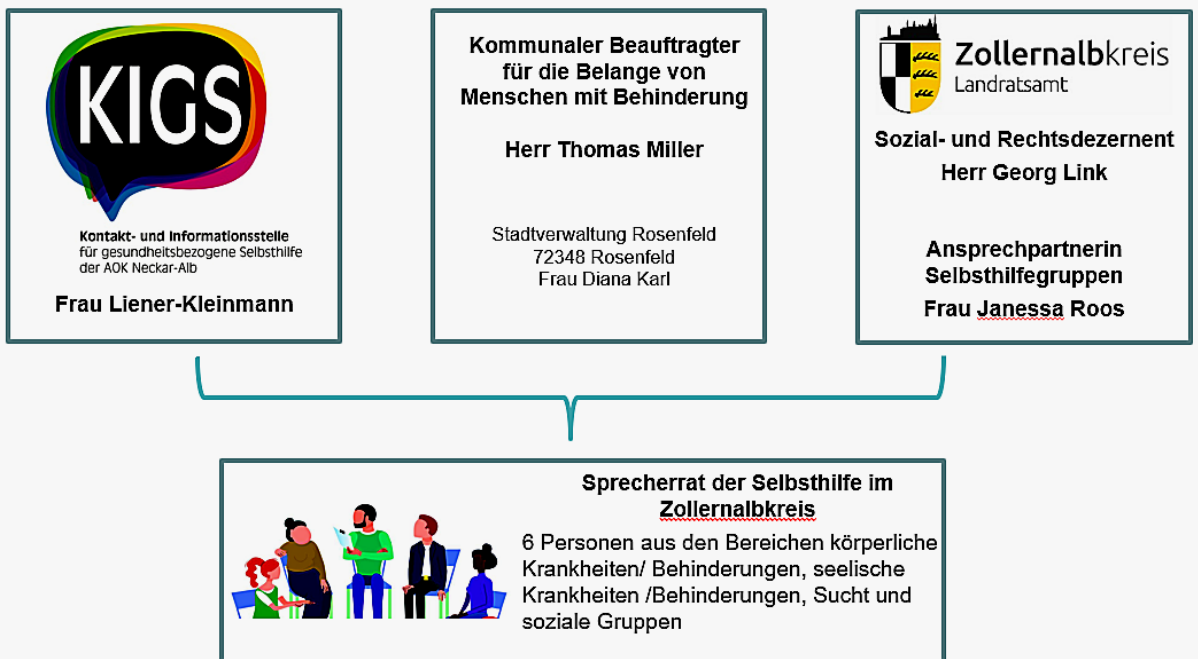 KIGS
Kontakt- und Informationsstelle
für gesundheitsbezogene Selbsthilfe
der AOK Neckar-Alb
Frau Liener-Kleinmann
Kommunaler Beauftragter
für die Belange von
Menschen mit Behinderung
Herr Thomas Miller
Stadtverwaltung Rosenfeld
72348 Rosenfeld
Frau Diana Karl
Zollernalbkreis
Landratsamt
Sozial- und Rechtsdezernent
Herr Georg Link
Ansprechpartnerin
Selbsthilfegruppen
Frau Janessa Roos
Sprecherrat der Selbsthilfe im
Zollernalbkreis
6 Personen aus den Bereichen körperliche
Krankheiten/ Behinderungen, seelische
Krankheiten /Behinderungen, Sucht und
soziale Gruppen